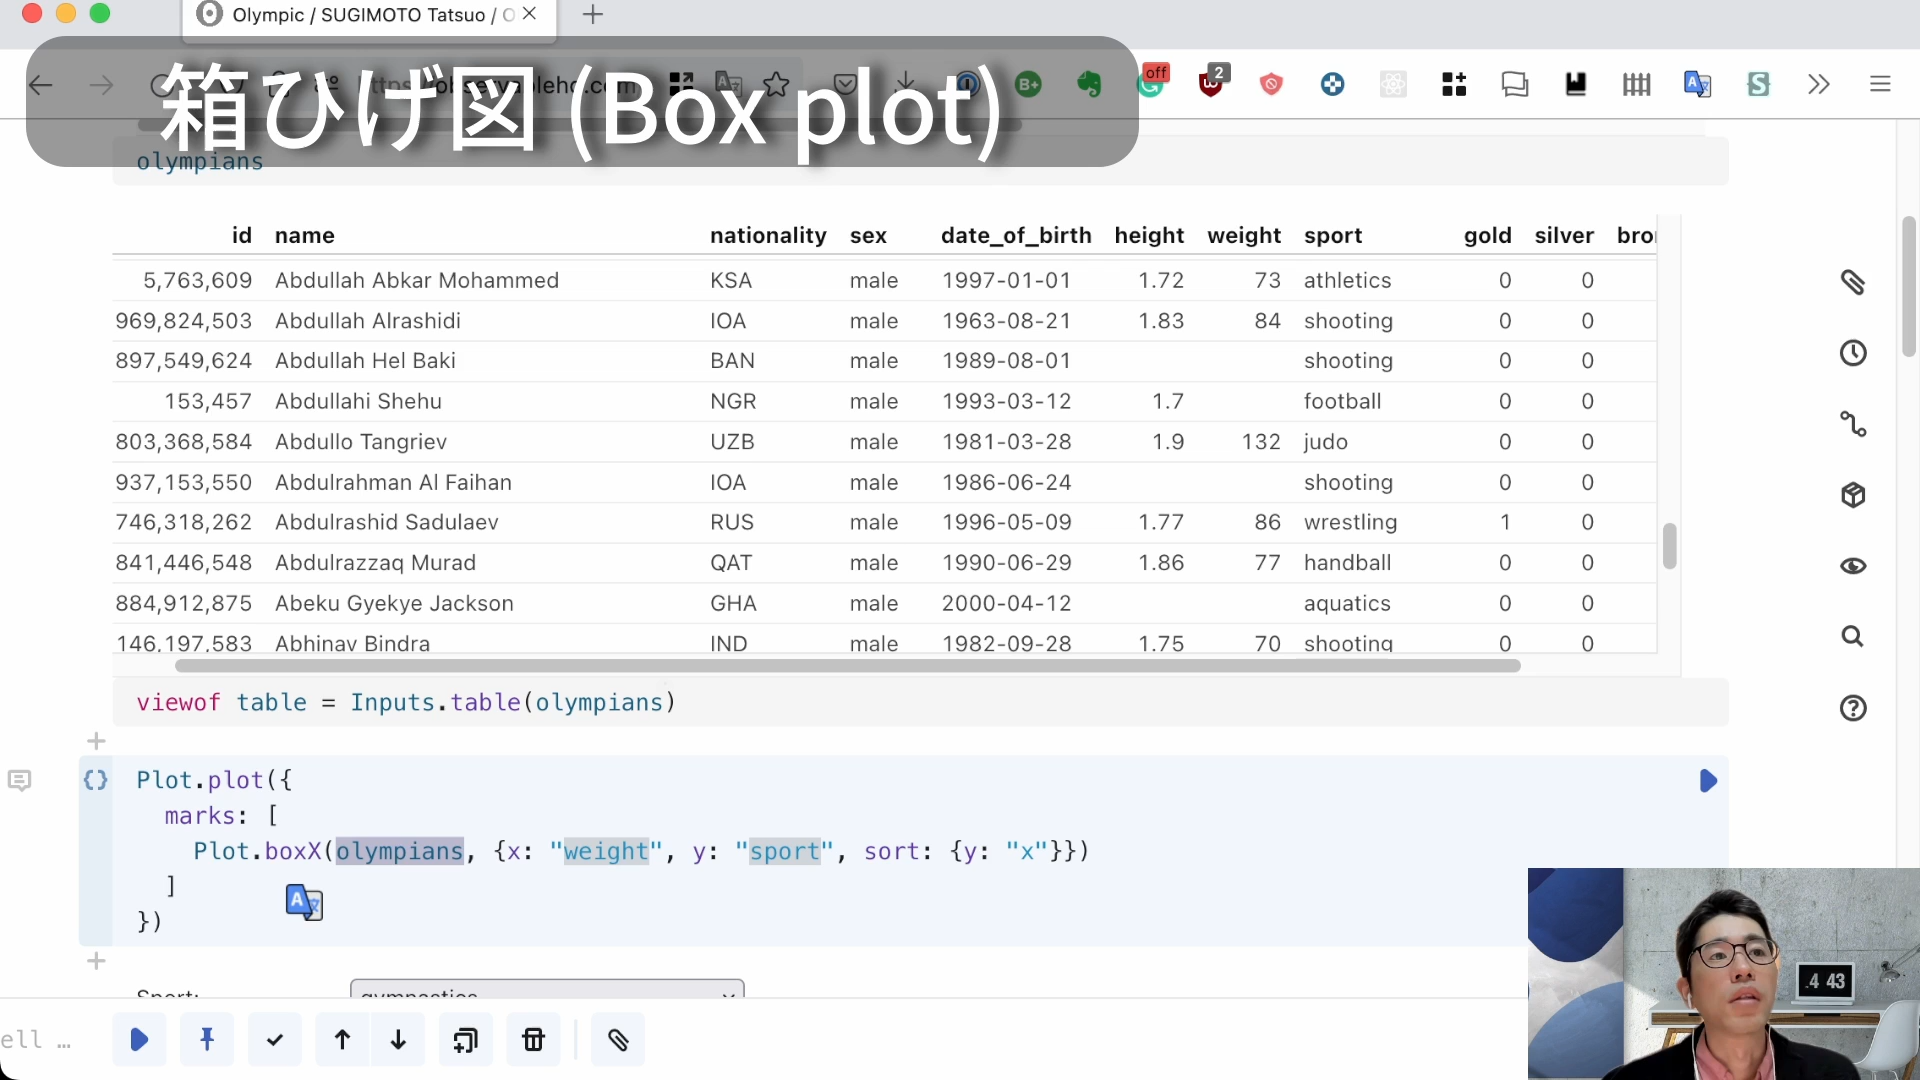 Olympic / SUGIMOTO Tatsuo / O
箱ひげ図 (Box plot)
off
2
B+
olympians
id name nationality sex date_of_birth height weight sport gold silver
5,763,609 Abdullah Abkar Mohammed KSA male 1997-01-01 1.72 73 athletics 0 0
969,824,503 Abdullah Alrashidi IOA male 1963-08-21 1.83 84 shooting 0 0
897,549,624 Abdullah Hel Baki BAN male 1989-08-01 shooting 0 0
153,457 Abdullahi Shehu NGR male 1993-03-12 1.7 football 0 0
803,368,584 Abdullo Tangriev UZB male 1981-03-28 1.9 132 judo 0 0
937,153,550 Abdulrahman Al Faihan IOA male 1986-06-24 shooting 0 0
746,318,262 Abdulrashid Sadulaev RUS male 1996-05-09 1.77 86 wrestling 1 0
841,446,548 Abdulrazzaq Murad QAT male 1990-06-29 1.86 77 handball 0 0
884,912,875 Abeku Gyekye Jackson GHA male 2000-04-12 aquatics 0 0
146,197,583 Abhinav Bindra IND male 1982-09-28 1.75 70 shooting 0 0
viewof table = Inputs.table(olympians)
Plot.plot({
marks: [
Plot.boxX(olympians, {x: "weight", y: "sport", sort: {y: "x"}})
]
})
ell …
4 43